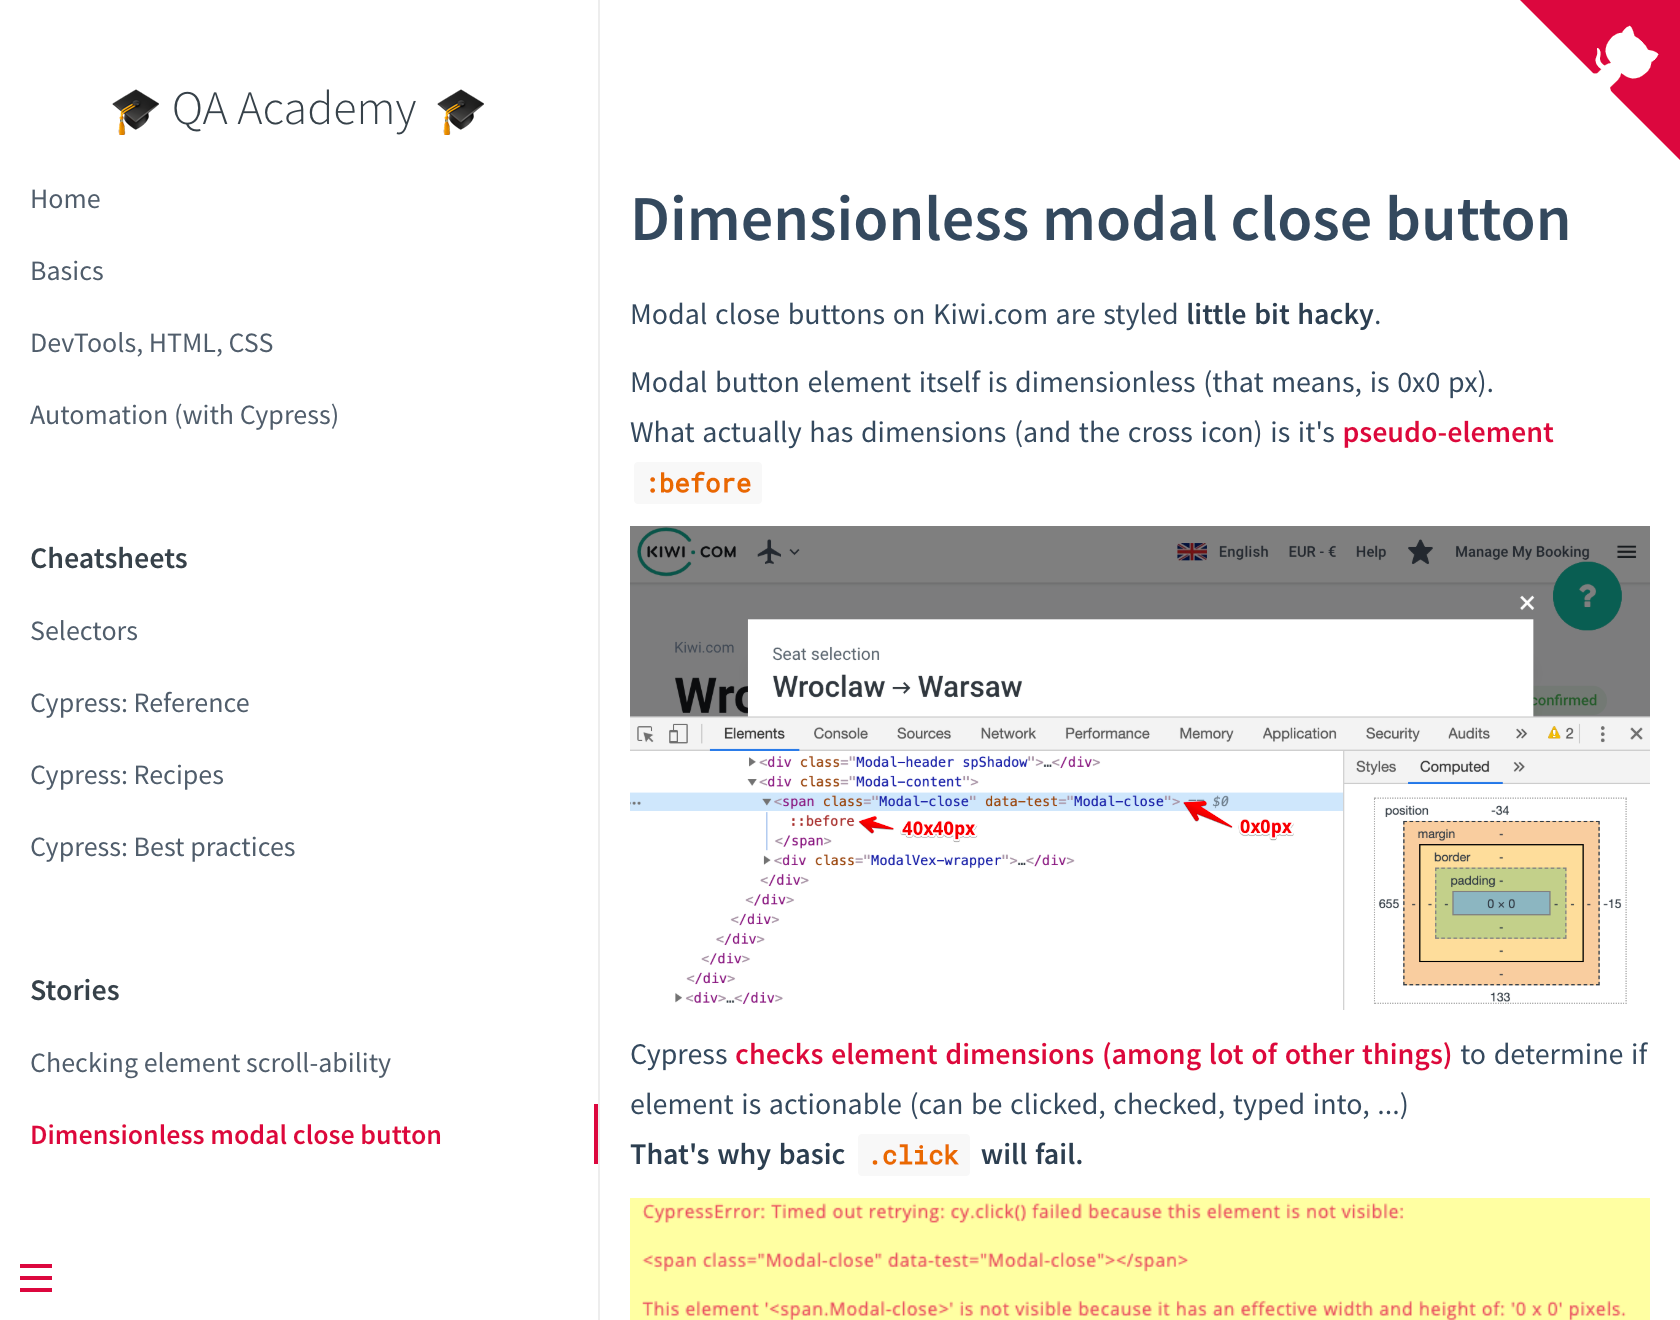 🎓 QA Academy 🎓
Home
Basics
DevTools, HTML, CSS
Automation (with Cypress)
Cheatsheets
Selectors
Cypress: Reference
Cypress: Recipes
Cypress: Best practices
Stories
Checking element scroll-ability
Dimensionless modal close button
Dimensionless modal close button
Modal close buttons on Kiwi.com are styled little bit hacky.
Modal button element itself is dimensionless (that means, is 0x0 px).
What actually has dimensions (and the cross icon) is it's pseudo-element
:before
KIWI·COM English EUR - € Help Manage My Booking
?
Kiwi.com
Seat selection
Wro
Wroclaw → Warsaw
confirmed
Elements Console Sources Network Performance Memory Application Security Audits » 2
<div class="Modal-header spShadow">…</div>
<div class="Modal-content">
<span class="Modal-close" data-test="Modal-close"> == $0
::before 40x40px 0x0px
</span>
<div class="ModalVex-wrapper">…</div>
</div>
</div>
</div>
</div>
</div>
</div>
<div>…</div>
Styles Computed »
position -34
margin -
border -
padding -
655 - - - 0 × 0 - - - -15
-
-
-
133
Cypress checks element dimensions (among lot of other things) to determine if
element is actionable (can be clicked, checked, typed into, ...)
That's why basic .click will fail.
CypressError: Timed out retrying: cy.click() failed because this element is not visible:
<span class="Modal-close" data-test="Modal-close"></span>
This element '<span.Modal-close>' is not visible because it has an effective width and height of: '0 x 0' pixels.